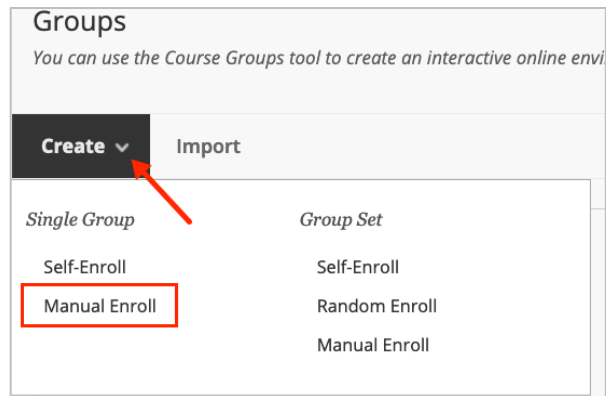 Groups
You can use the Course Groups tool to create an interactive online
Create
Import
Single Group
Self-Enroll
Manual Enroll
Group Set
Self-Enroll
Random Enroll
Manual Enroll